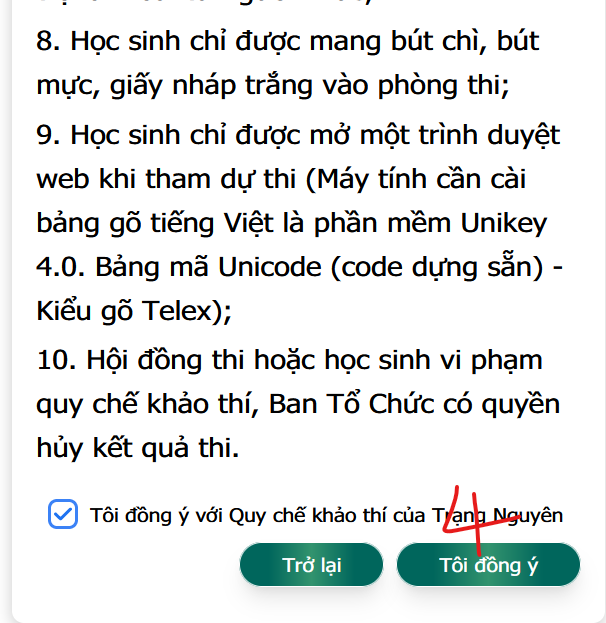 8. Học sinh chỉ được mang bút chì, bút
mực, giấy nháp trắng vào phòng thi;
9. Học sinh chỉ được mở một trình duyệt
web khi tham dự thi (Máy tính cần cài
bảng gõ tiếng Việt là phần mềm Unikey
4.0. Bảng mã Unicode (code dựng sẵn) -
Kiểu gõ Telex);
10. Hội đồng thi hoặc học sinh vi phạm
quy chế khảo thí, Ban Tổ Chức có quyền
hủy kết quả thi.
Tôi đồng ý với Quy chế khảo thí của Trạng Nguyên
4
Trở lại
Tôi đồng ý